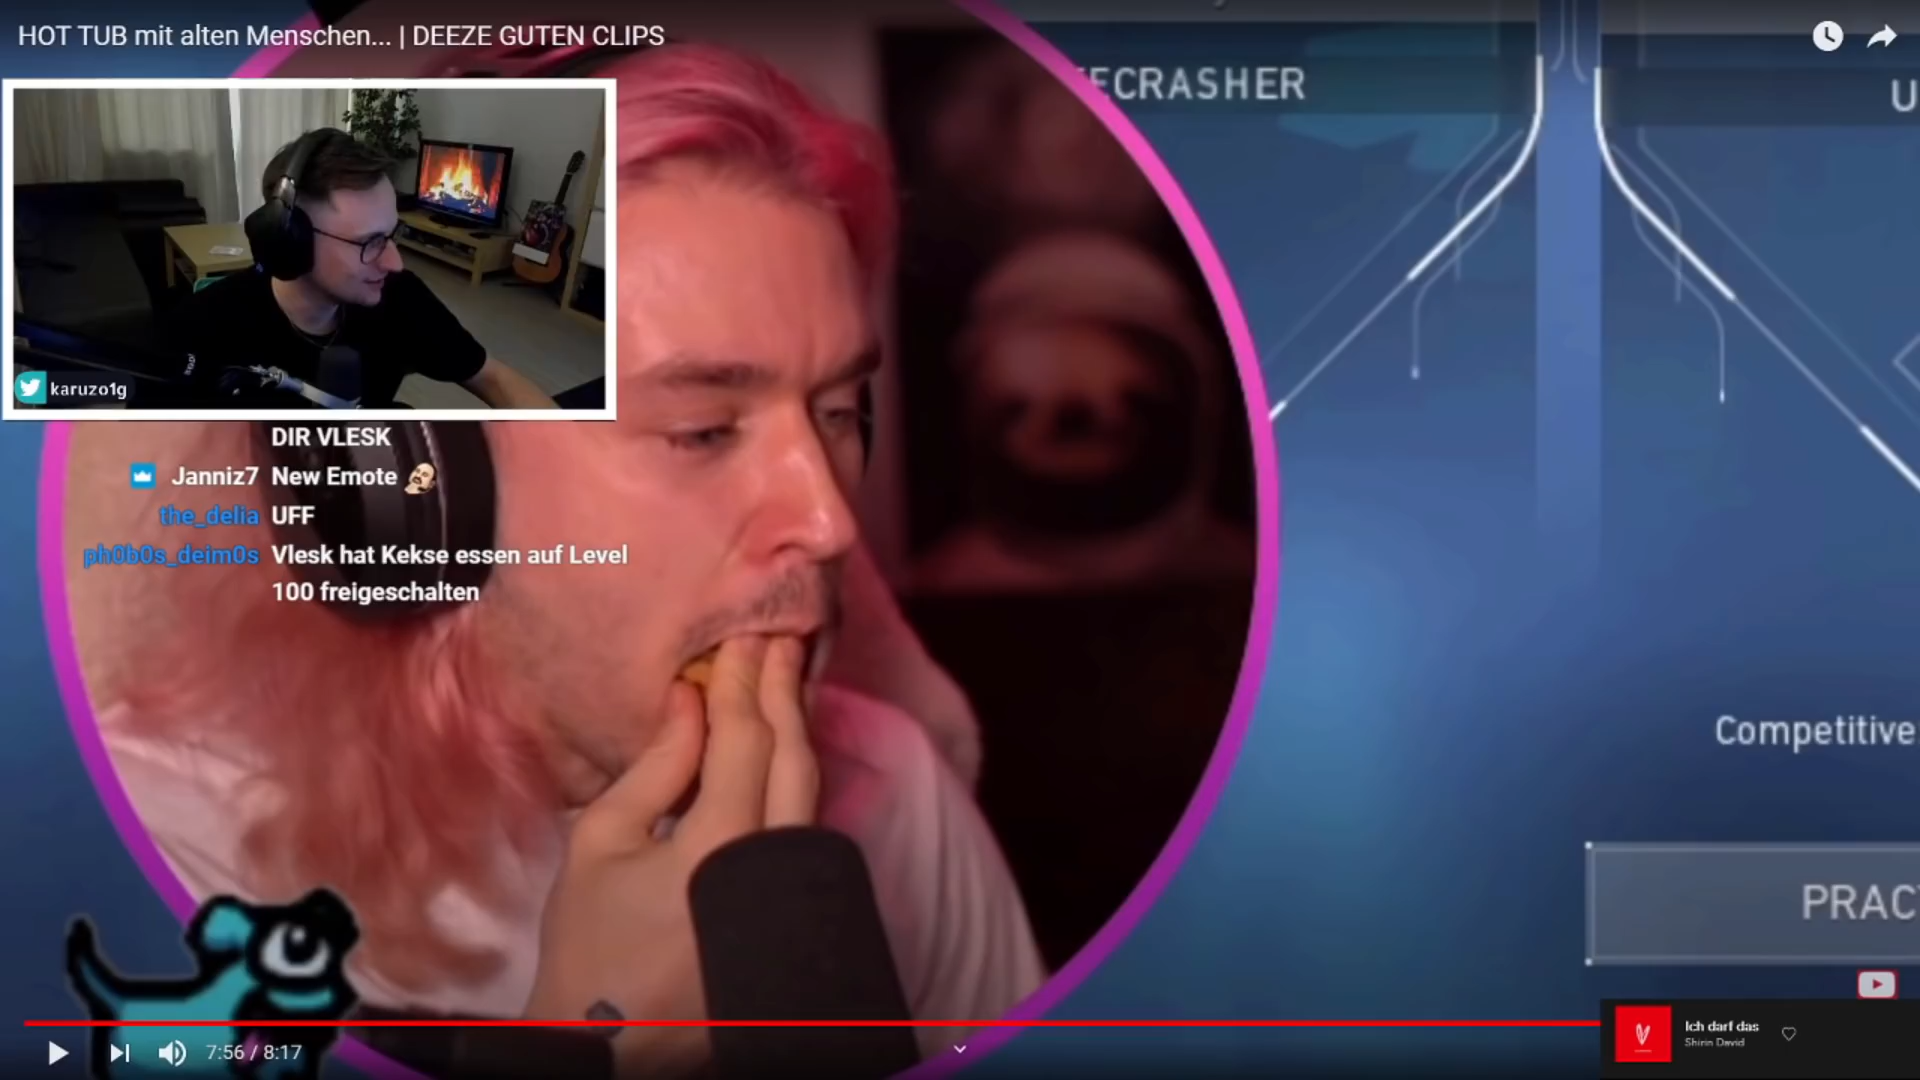 HOT TUB mit alten Menschen... | DEEZE GUTEN CLIPS
ECRASHER
U
karuzo1g
DIR VLESK
Janniz7 New Emote
the_delia UFF
ph0b0s_deim0s Vlesk hat Kekse essen auf Level
100 freigeschalten
Competitive
PRAC
Ich darf das
Shirin David
7:56 / 8:17